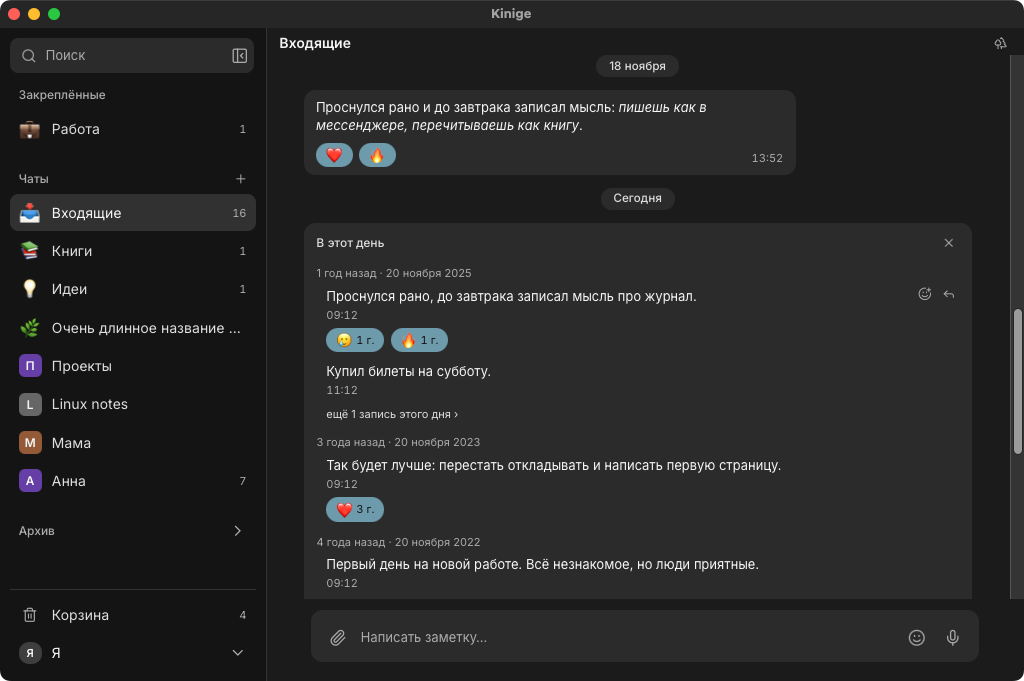 Kinige
Поиск
Закреплённые
Работа 1
Чаты
Входящие 16
Книги 1
Идеи 1
Очень длинное название ...
П Проекты
L Linux notes
М Мама
А Анна 7
Архив
Корзина 4
Я Я
Входящие
18 ноября
Проснулся рано и до завтрака записал мысль: пишешь как в
мессенджере, перечитываешь как книгу.
13:52
Сегодня
В этот день
1 год назад · 20 ноября 2025
Проснулся рано, до завтрака записал мысль про журнал.
09:12
1 г. 1 г.
Купил билеты на субботу.
11:12
ещё 1 запись этого дня ›
3 года назад · 20 ноября 2023
Так будет лучше: перестать откладывать и написать первую страницу.
09:12
3 г.
4 года назад · 20 ноября 2022
Первый день на новой работе. Всё незнакомое, но люди приятные.
09:12
Написать заметку...